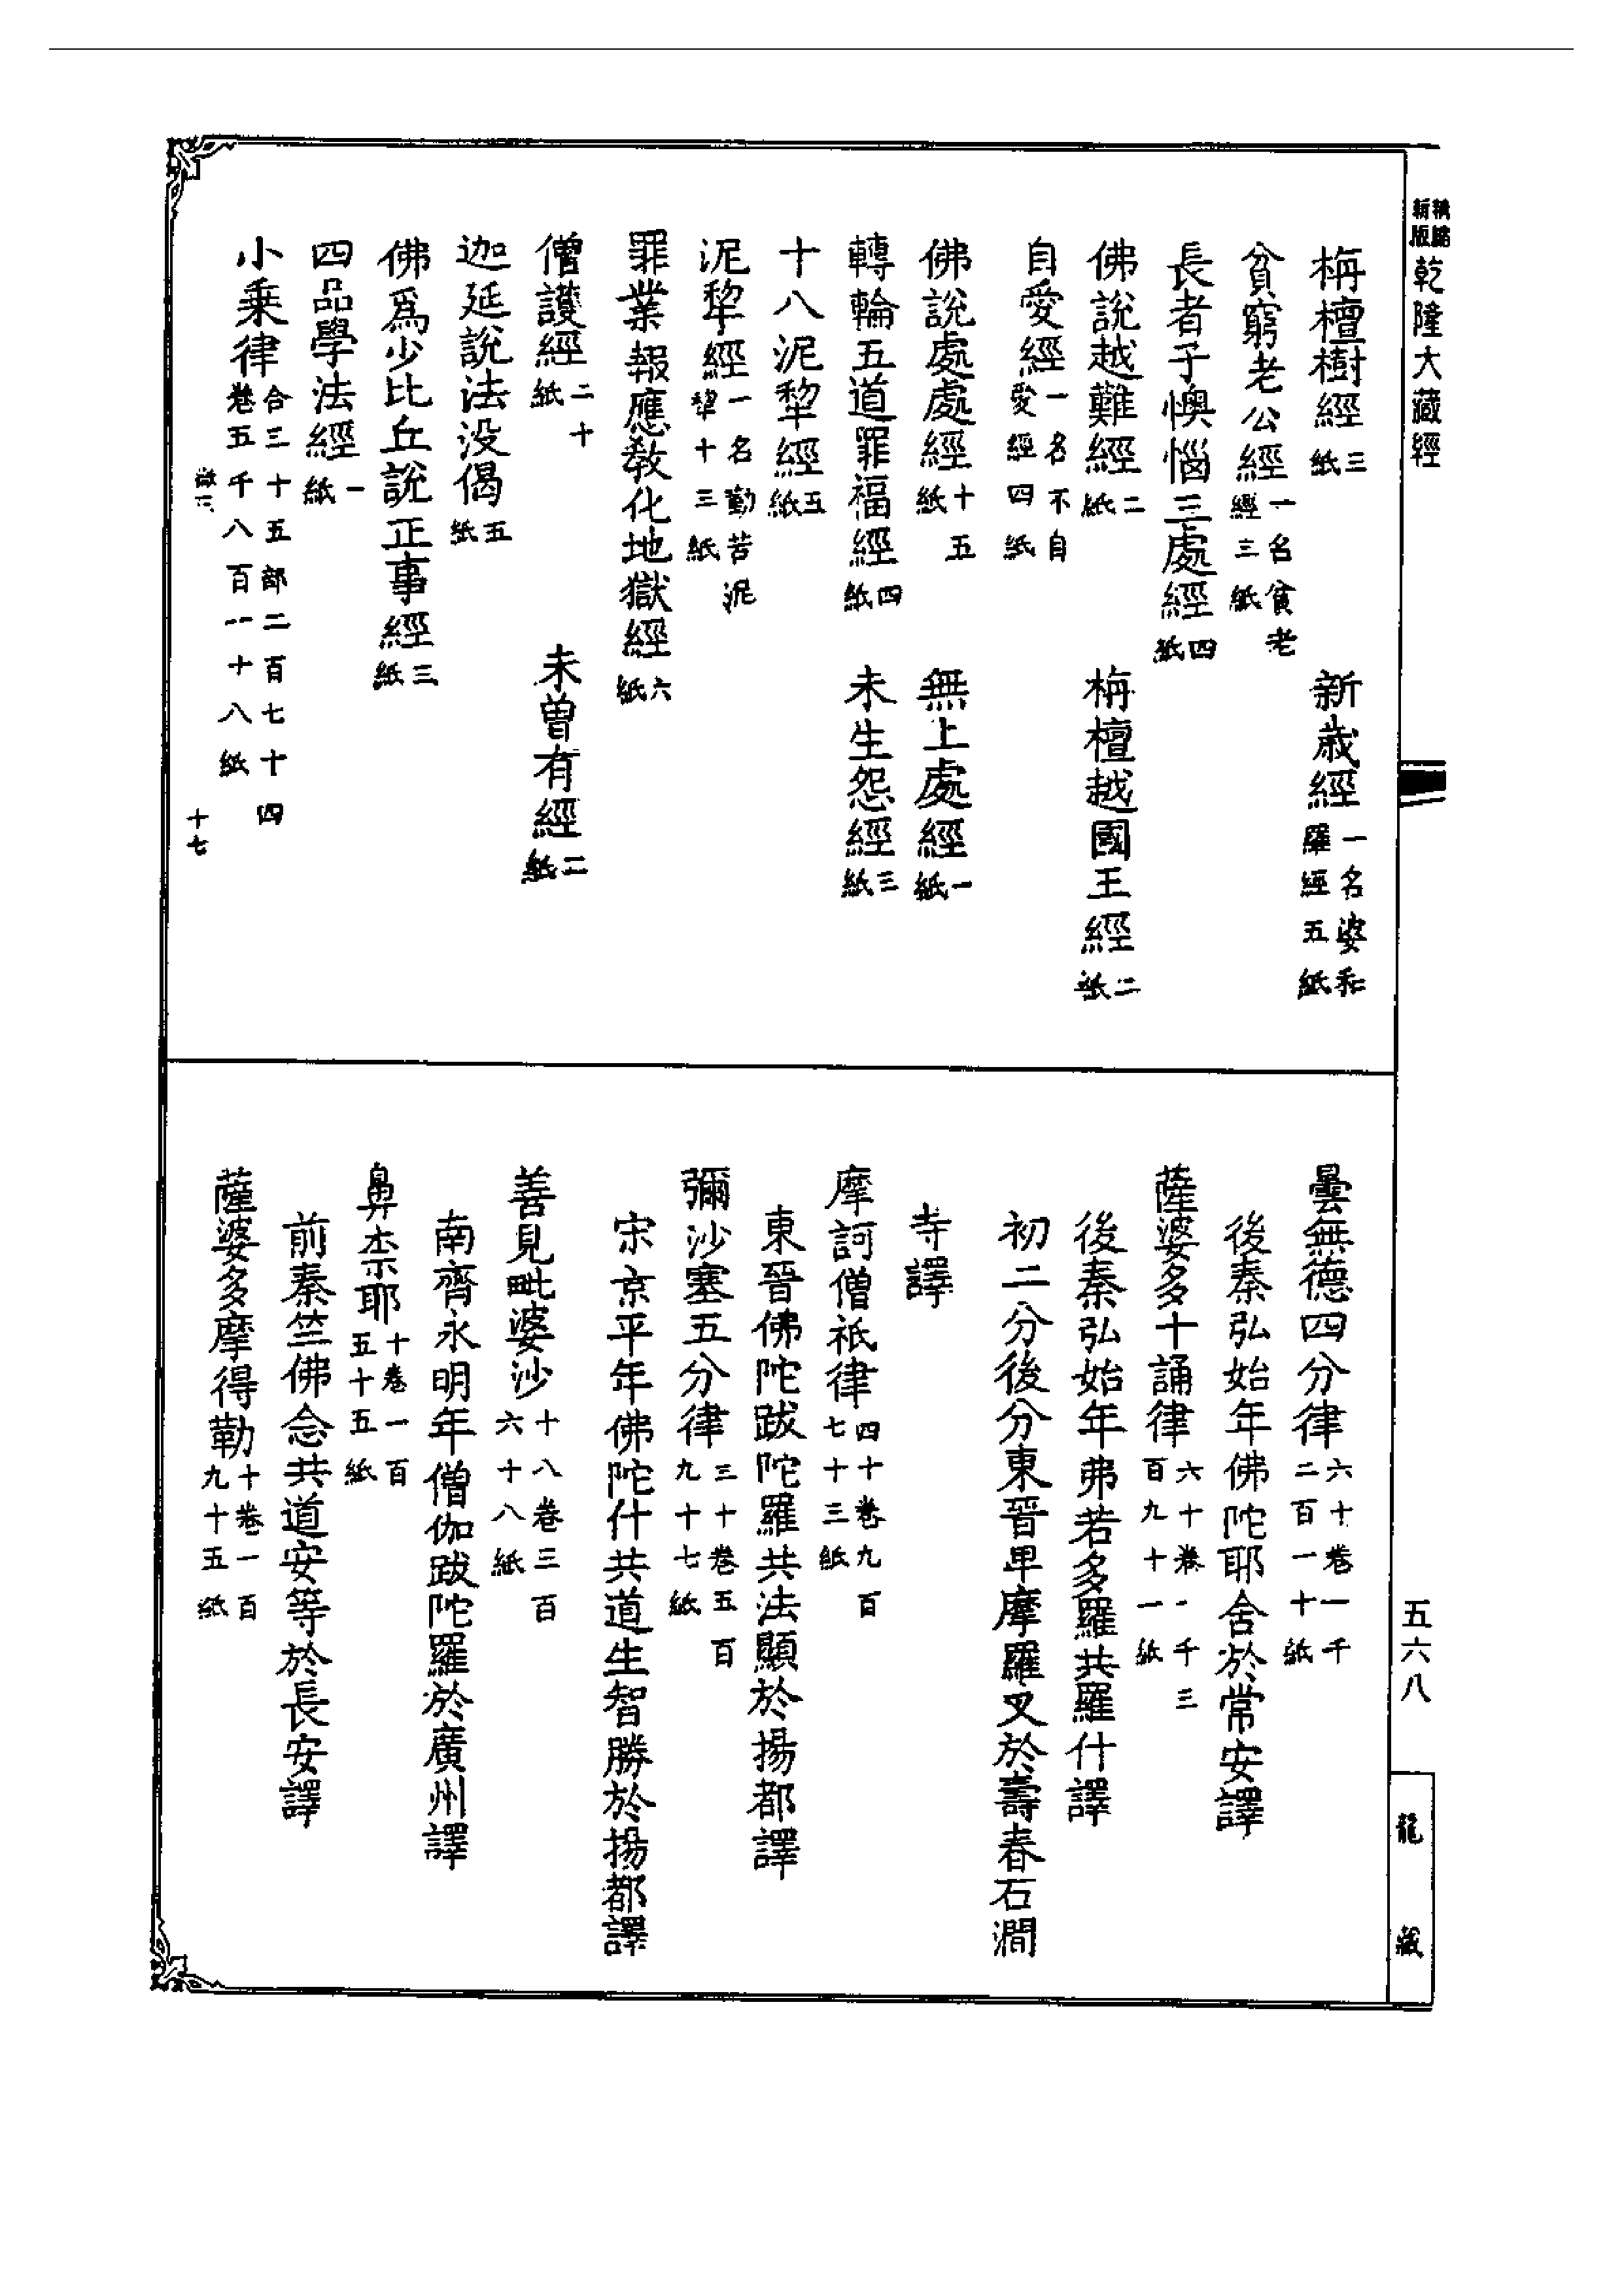 精縮新版乾隆大藏經
栴檀樹經三紙 新歲經一名婆和羅經五紙
貧窮老公經一名貧老經三紙
長者子懊惱三處經四紙
佛說越難經二紙 栴檀越國王經二紙
自愛經一名不自愛經四紙
佛說處處經十五紙 無上處經一紙
轉輪五道罪福經四紙 未生怨經三紙
十八泥犂經五紙
泥犂經一名勤苦泥犂十三紙
罪業報應教化地獄經六紙
僧護經二十紙 未曾有經二紙
迦延說法没偈五紙
佛爲少比丘說正事經三紙
四品學法經一紙
小乘律合三十五部二百七十四卷五千八百一十八紙
十七
曇無德四分律六十卷一千二百一十紙
後秦弘始年佛陀耶舍於常安譯
薩婆多十誦律六十卷一千三百九十一紙
後秦弘始年弗若多羅共羅什譯
初二分後分東晉卑摩羅叉於壽春石澗
寺譯
摩訶僧祇律四十卷九百七十三紙
東晉佛陀跋陀羅共法顯於揚都譯
彌沙塞五分律三十卷五百九十七紙
宋京平年佛陀什共道生智勝於揚都譯
善見毗婆沙十八卷三百六十八紙
南齊永明年僧伽跋陀羅於廣州譯
鼻柰耶十卷一百五十五紙
前秦竺佛念共道安等於長安譯
薩婆多摩得勒十卷一百九十五紙
五六八
龍藏